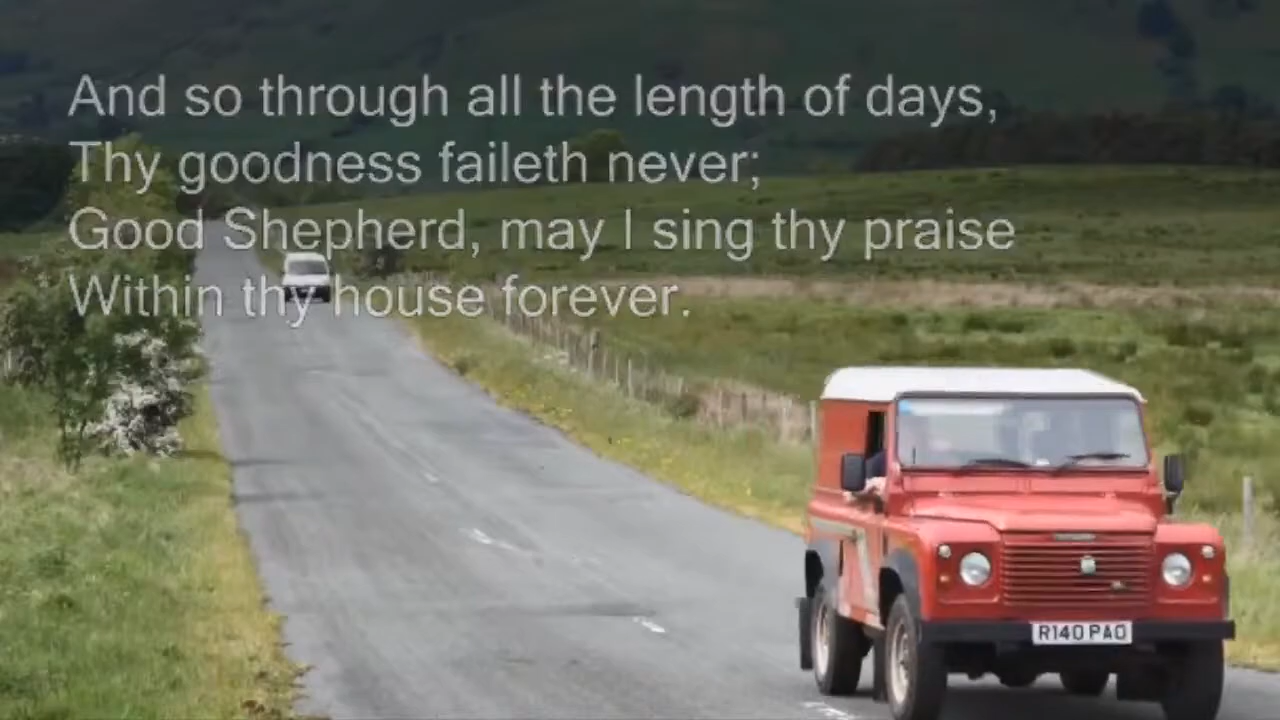 And so through all the length of days,
Thy goodness faileth never;
Good Shepherd, may I sing thy praise
Within thy house forever.
R140 PAO